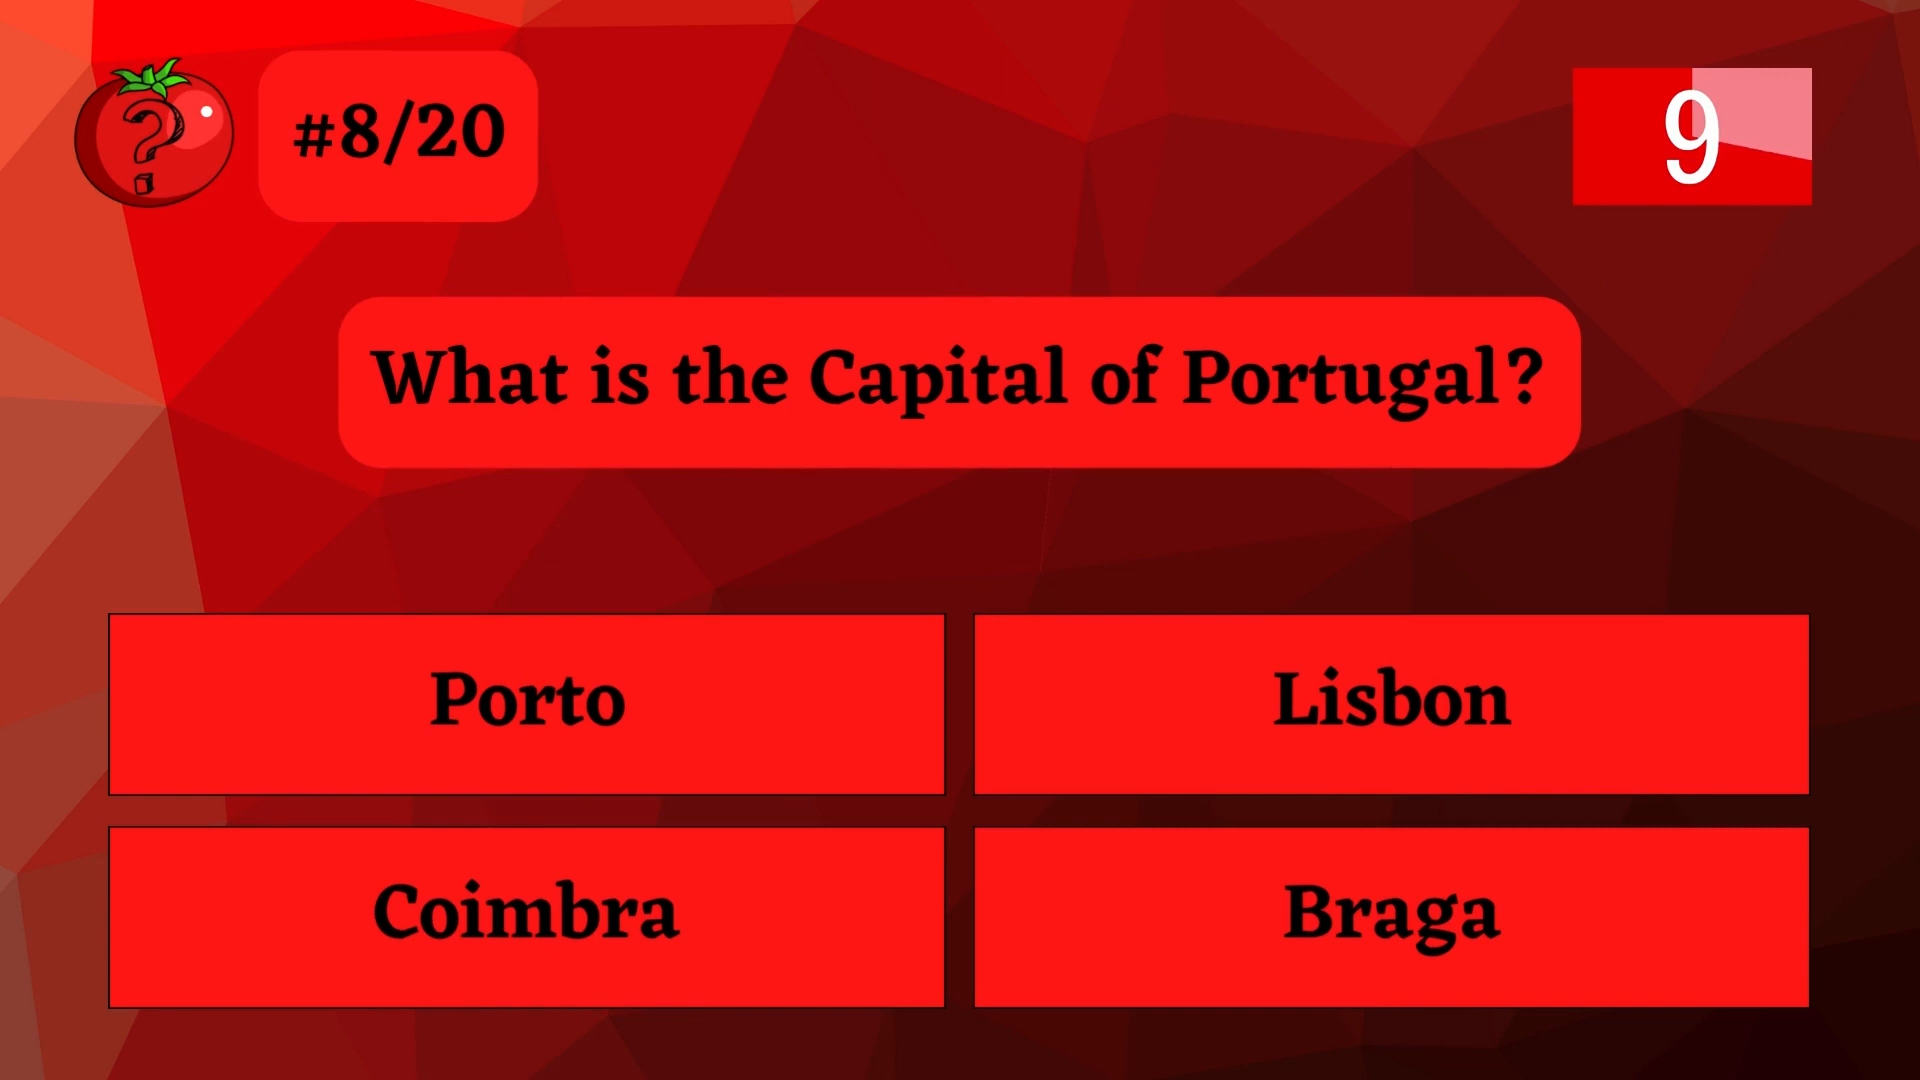 ?
#8/20
9
What is the Capital of Portugal?
Porto
Lisbon
Coimbra
Braga